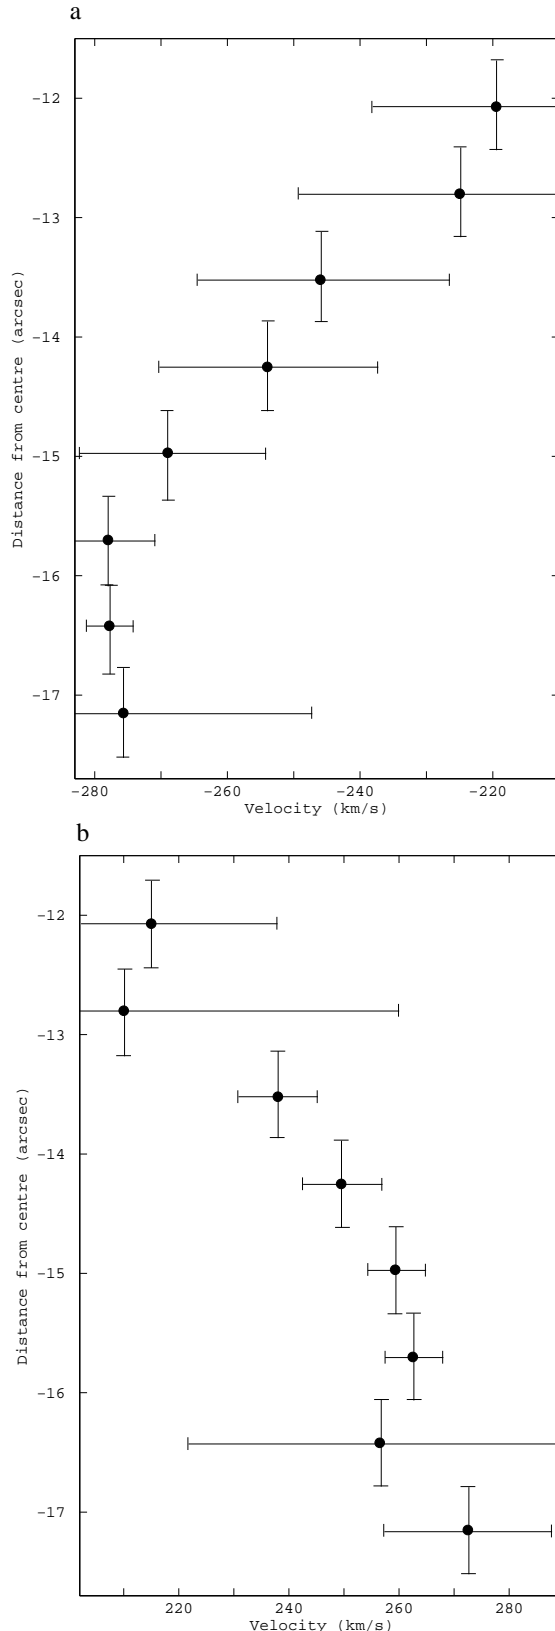 a
-12
-13
-14
-15
-16
-17
Distance from centre (arcsec)
-280 -260 -240 -220
Velocity (km/s)
b
-12
-13
-14
-15
-16
-17
Distance from centre (arcsec)
220 240 260 280
Velocity (km/s)